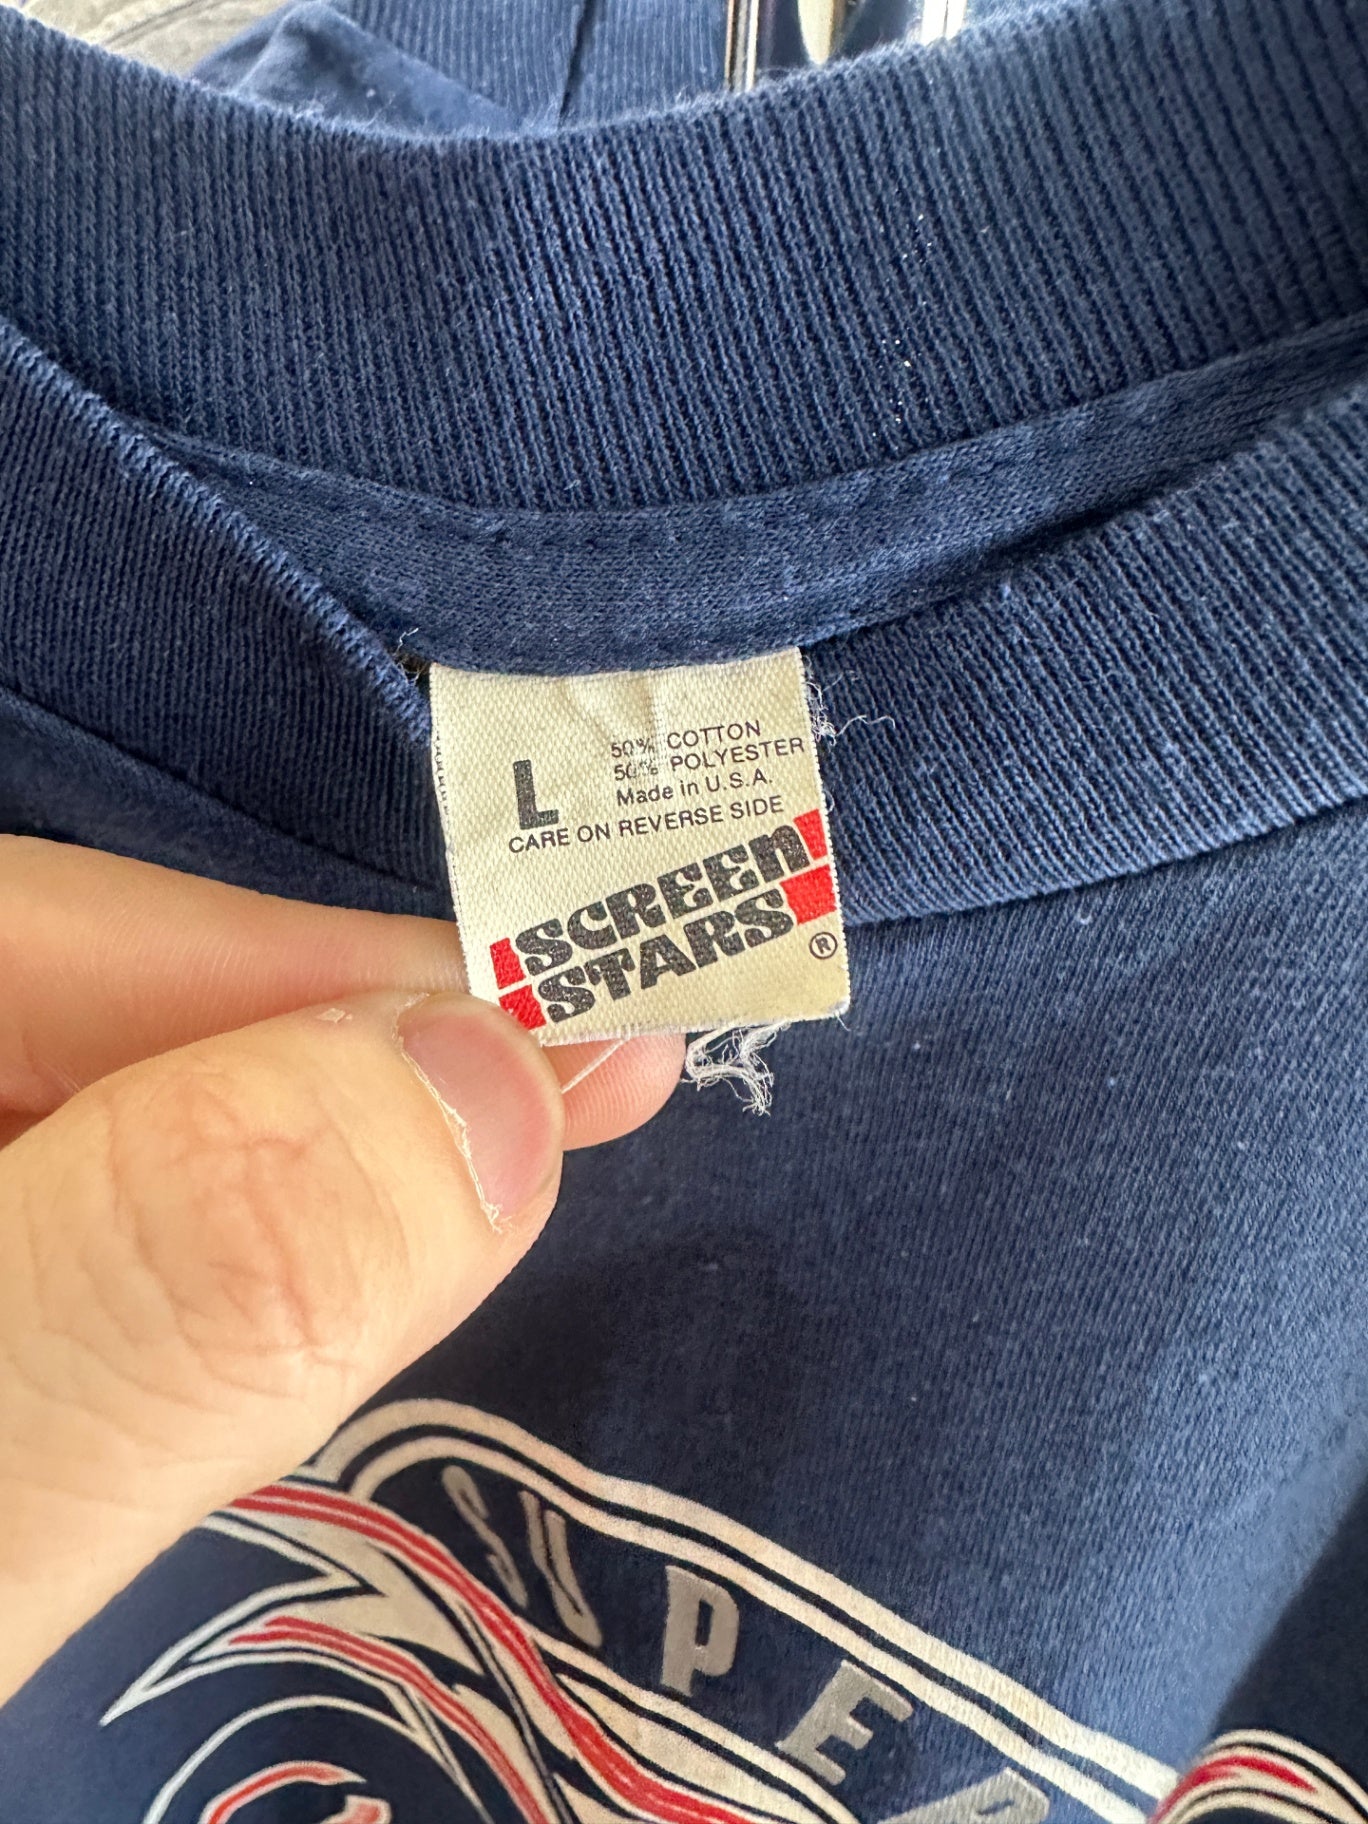 L
50% COTTON
50% POLYESTER
Made in U.S.A.
CARE ON REVERSE SIDE
SCREEN
STARS
®
SUPER
C